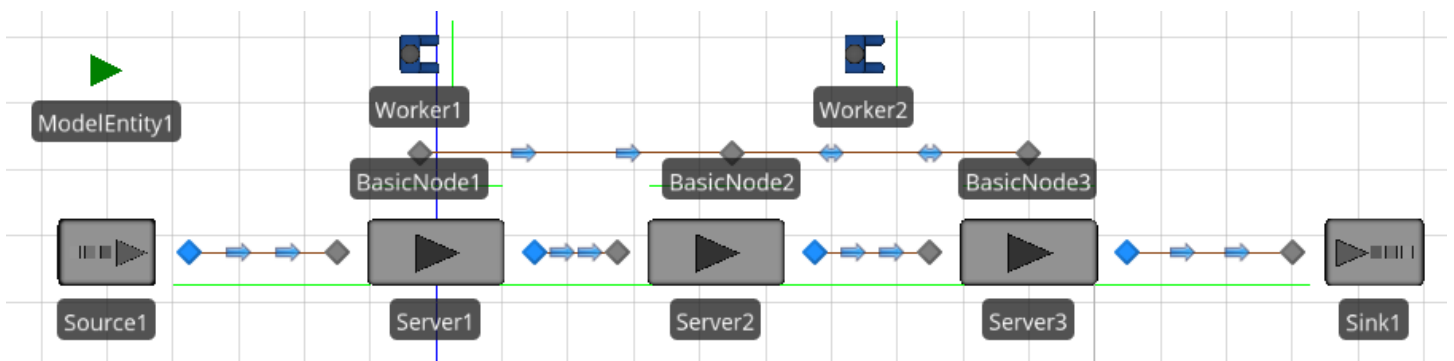 Worker1
Worker2
ModelEntity1
BasicNode1
BasicNode2
BasicNode3
Source1
Server1
Server2
Server3
Sink1